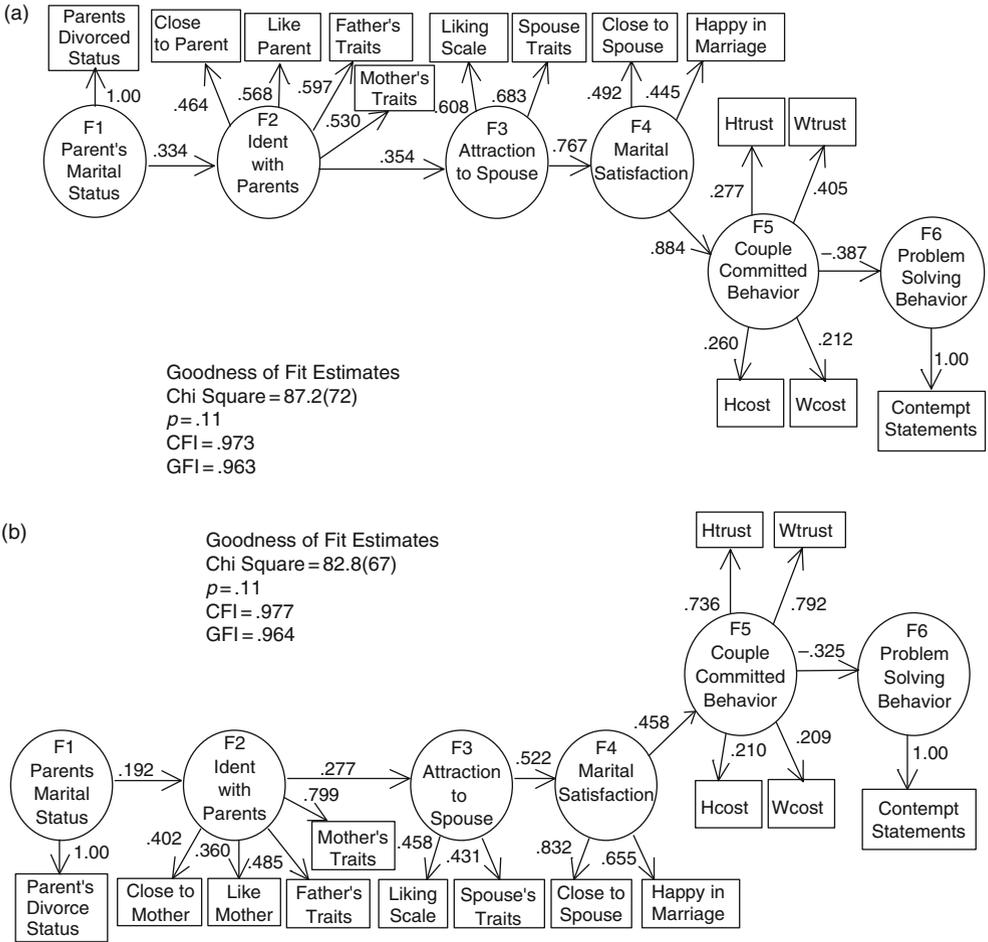 (a)
Parents
Divorced
Status
Close
to Parent
Like
Parent
Father's
Traits
Mother's
Traits
Liking
Scale
Spouse
Traits
Close to
Spouse
Happy in
Marriage
1.00
.464
.568
.597
.530
.608
.683
.492
.445
F1
Parent's
Marital
Status
.334
F2
Ident
with
Parents
.354
F3
Attraction
to Spouse
.767
F4
Marital
Satisfaction
Htrust
Wtrust
.277
.405
.884
F5
Couple
Committed
Behavior
–.387
F6
Problem
Solving
Behavior
.260
.212
1.00
Hcost
Wcost
Contempt
Statements
Goodness of Fit Estimates
Chi Square = 87.2(72)
p = .11
CFI = .973
GFI = .963
(b)
Goodness of Fit Estimates
Chi Square = 82.8(67)
p = .11
CFI = .977
GFI = .964
Htrust
Wtrust
.736
.792
F5
Couple
Committed
Behavior
–.325
F6
Problem
Solving
Behavior
.458
.210
.209
1.00
Hcost
Wcost
Contempt
Statements
F1
Parents
Marital
Status
.192
F2
Ident
with
Parents
.277
F3
Attraction
to
Spouse
.522
F4
Marital
Satisfaction
1.00
.402
.360
.485
.799
.458
.431
.832
.655
Parent's
Divorce
Status
Close to
Mother
Like
Mother
Father's
Traits
Mother's
Traits
Liking
Scale
Spouse's
Traits
Close to
Spouse
Happy in
Marriage